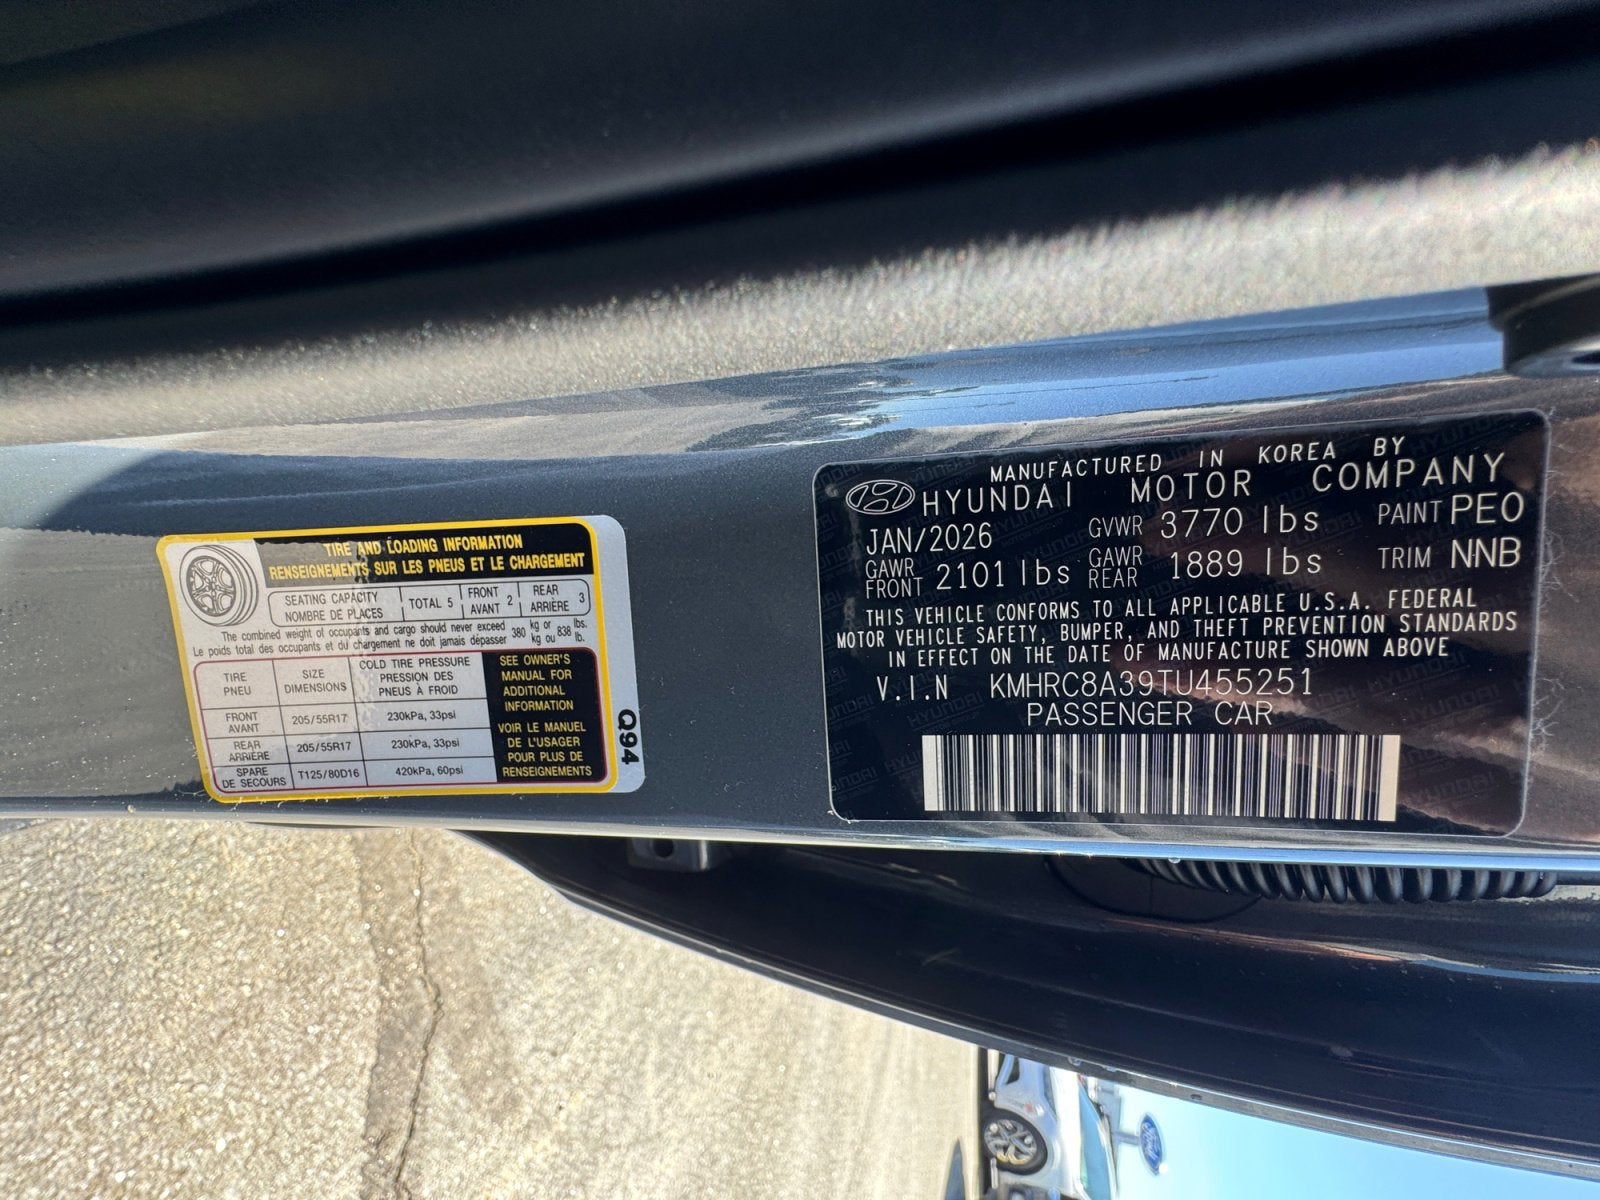 TIRE AND LOADING INFORMATION
RENSEIGNEMENTS SUR LES PNEUS ET LE CHARGEMENT
SEATING CAPACITY
NOMBRE DE PLACES
TOTAL 5
FRONT
AVANT 2
REAR
ARRIÈRE 3
The combined weight of occupants and cargo should never exceed 380 kg or 838 lbs.
Le poids total des occupants et du chargement ne doit jamais dépasser 380 kg ou 838 lb.
TIRE
PNEU
SIZE
DIMENSIONS
COLD TIRE PRESSURE
PRESSION DES
PNEUS À FROID
FRONT
AVANT
205/55R17
230kPa, 33psi
REAR
ARRIÈRE
205/55R17
230kPa, 33psi
SPARE
DE SECOURS
T125/80D16
420kPa, 60psi
SEE OWNER'S
MANUAL FOR
ADDITIONAL
INFORMATION
VOIR LE MANUEL
DE L'USAGER
POUR PLUS DE
RENSEIGNEMENTS
Q94
MANUFACTURED IN KOREA BY
HYUNDAI MOTOR COMPANY
JAN/2026 GVWR 3770 lbs PAINT PE0
GAWR FRONT 2101 lbs GAWR REAR 1889 lbs TRIM NNB
THIS VEHICLE CONFORMS TO ALL APPLICABLE U.S.A. FEDERAL
MOTOR VEHICLE SAFETY, BUMPER, AND THEFT PREVENTION STANDARDS
IN EFFECT ON THE DATE OF MANUFACTURE SHOWN ABOVE
V.I.N KMHRC8A39TU455251
PASSENGER CAR
Ford